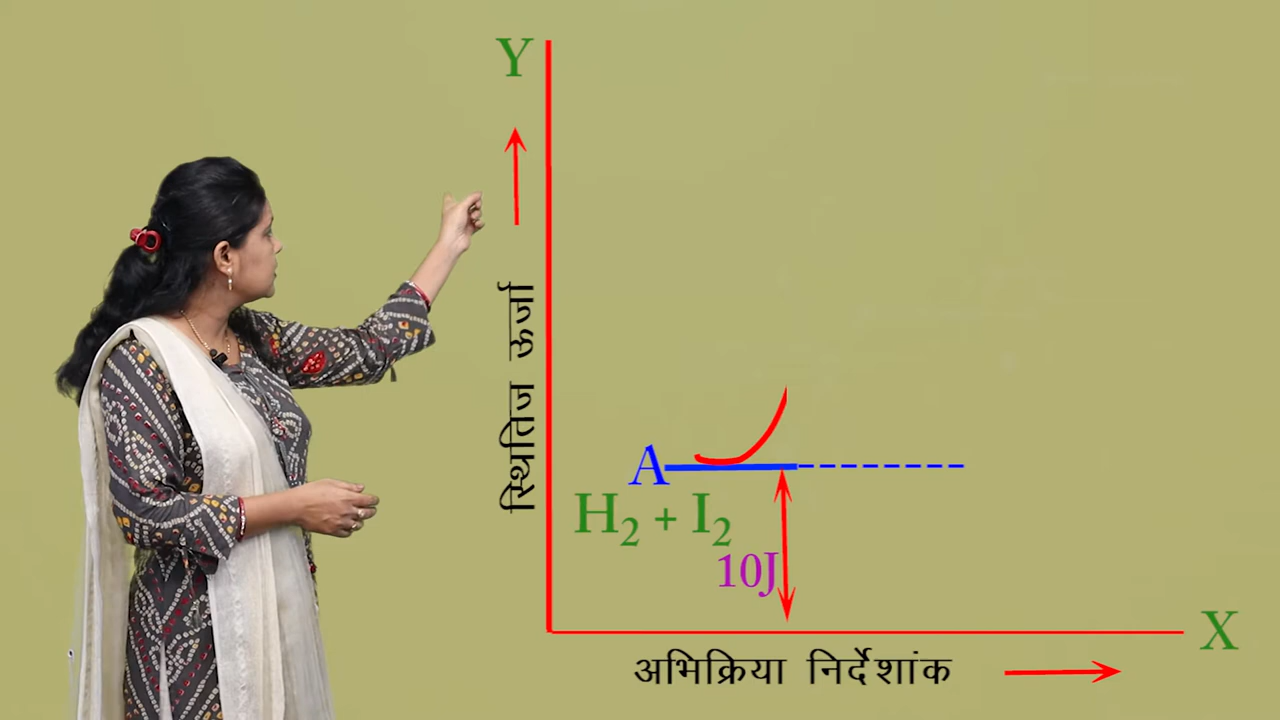 Y
स्थितिज ऊर्जा
A
H₂ + I₂
10J
X
अभिक्रिया निर्देशांक